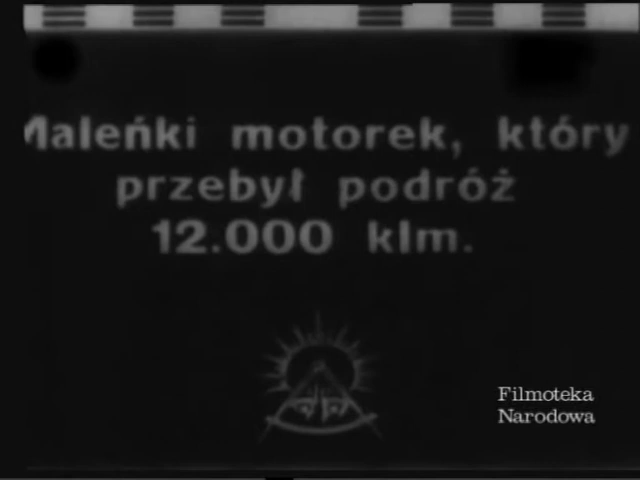 Maleńki motorek, który
przebył podróż
12.000 klm.
Filmoteka
Narodowa